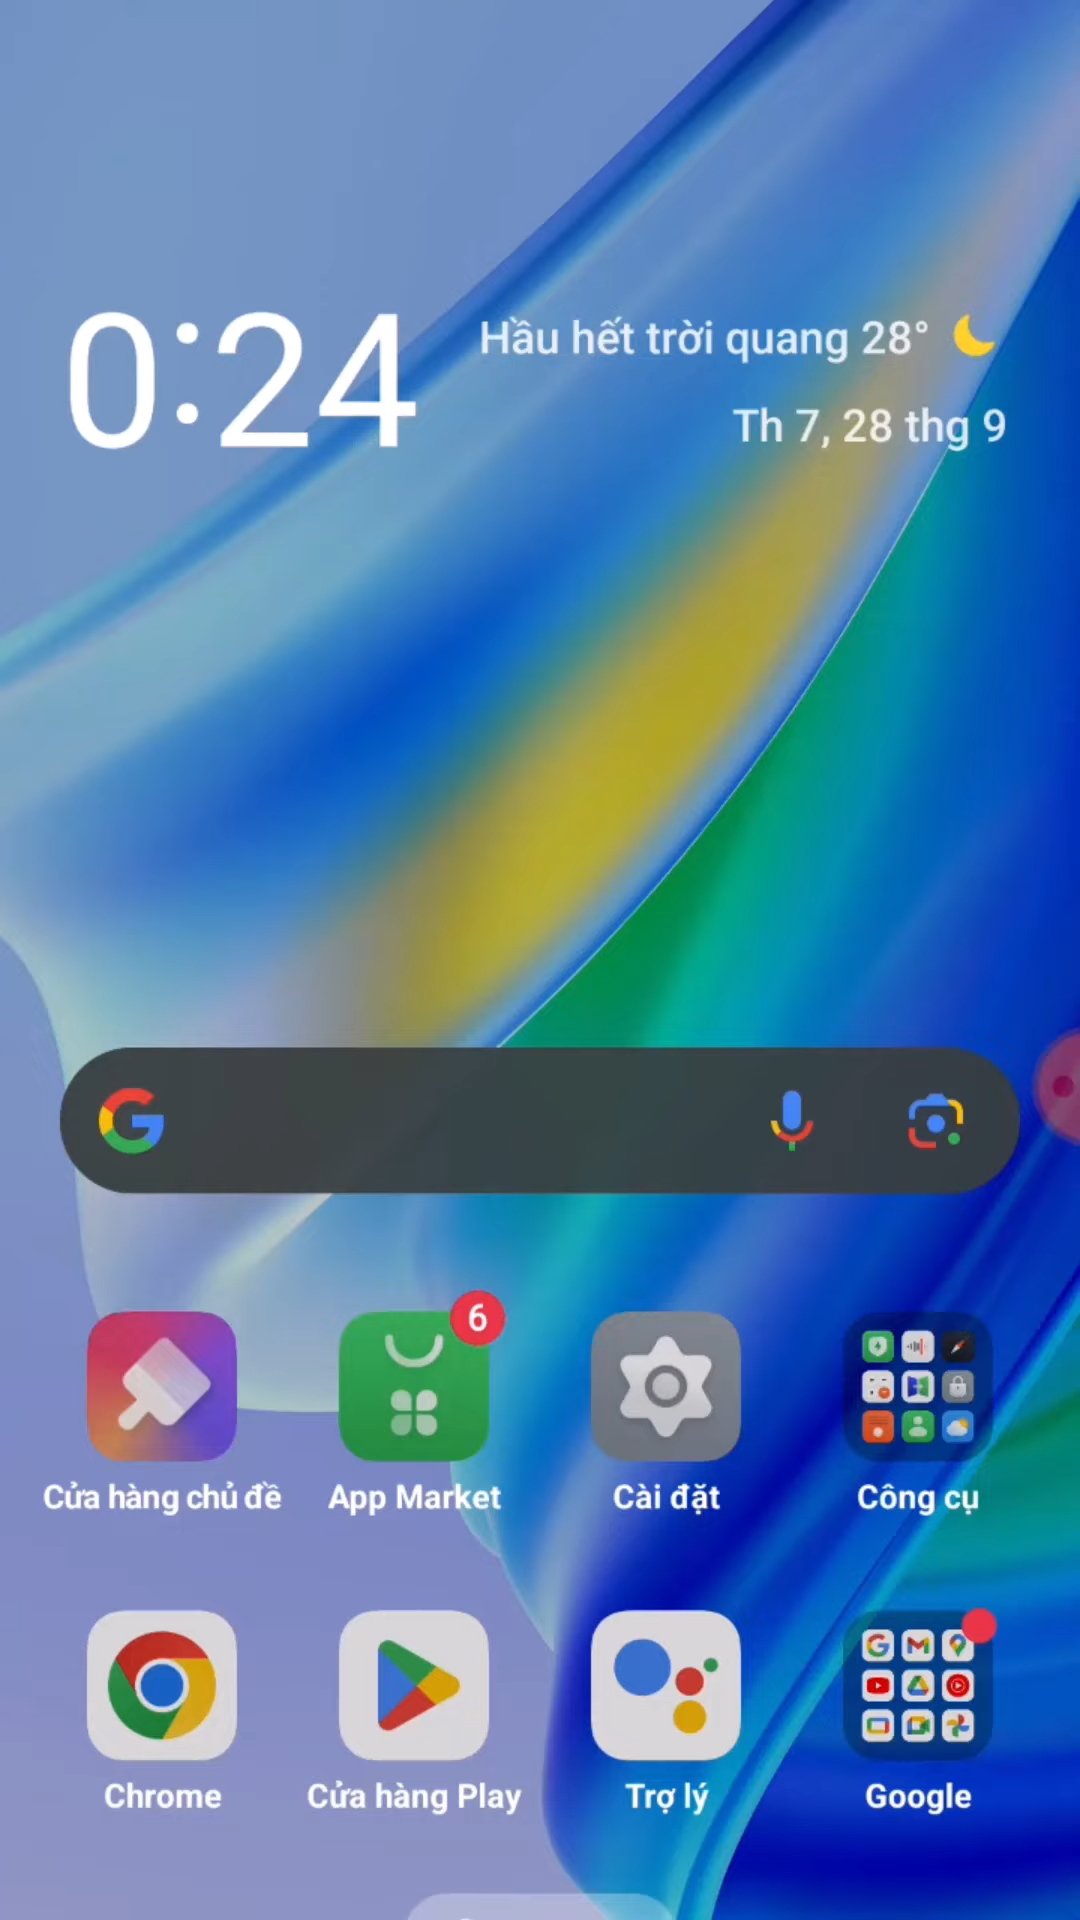 0:24
Hầu hết trời quang 28°
Th 7, 28 thg 9
6
Cửa hàng chủ đề
App Market
Cài đặt
Công cụ
Chrome
Cửa hàng Play
Trợ lý
Google